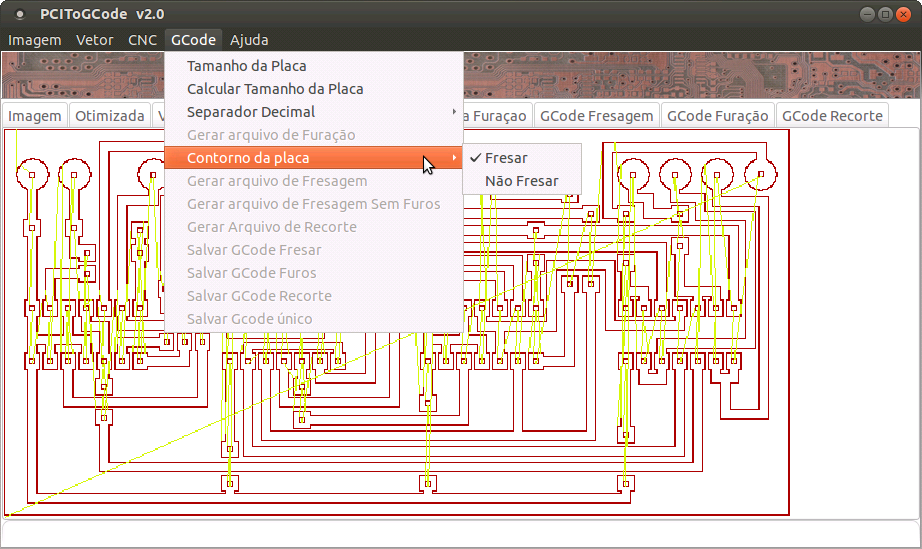 PCIToGCode v2.0
Imagem Vetor CNC GCode Ajuda
Tamanho da Placa
Calcular Tamanho da Placa
Imagem Otimizada a Furaçao GCode Fresagem GCode Furação GCode Recorte
Separador Decimal
Gerar arquivo de Furação
Contorno da placa
Fresar
Não Fresar
Gerar arquivo de Fresagem
Gerar arquivo de Fresagem Sem Furos
Gerar Arquivo de Recorte
Salvar GCode Fresar
Salvar GCode Furos
Salvar GCode Recorte
Salvar Gcode único